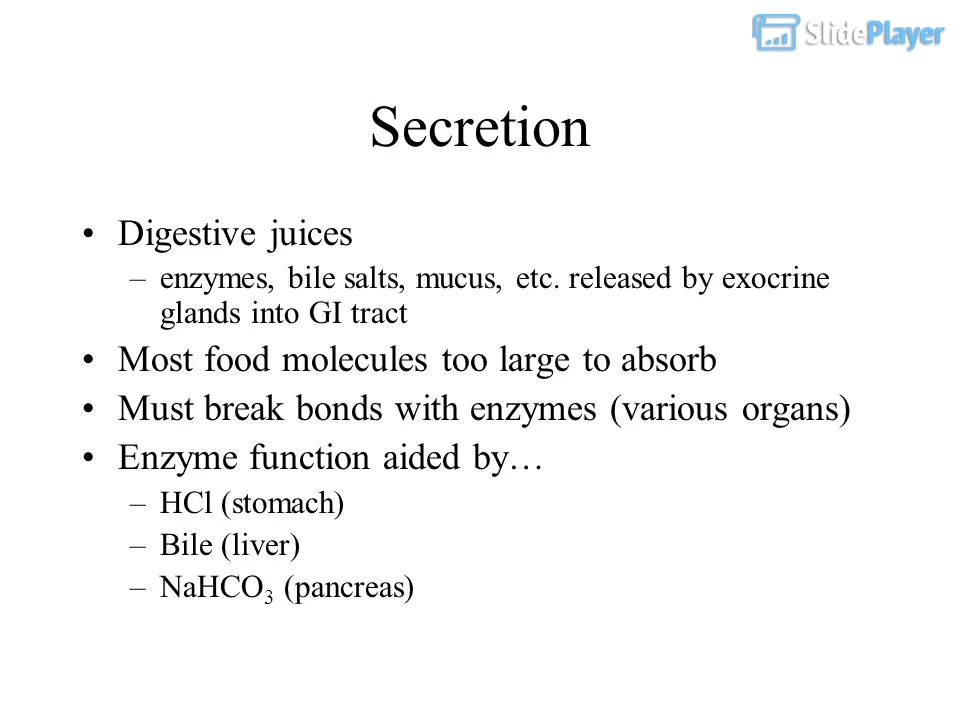 SlidePlayer
Secretion
• Digestive juices
– enzymes, bile salts, mucus, etc. released by exocrine
glands into GI tract
• Most food molecules too large to absorb
• Must break bonds with enzymes (various organs)
• Enzyme function aided by…
– HCl (stomach)
– Bile (liver)
– NaHCO₃ (pancreas)